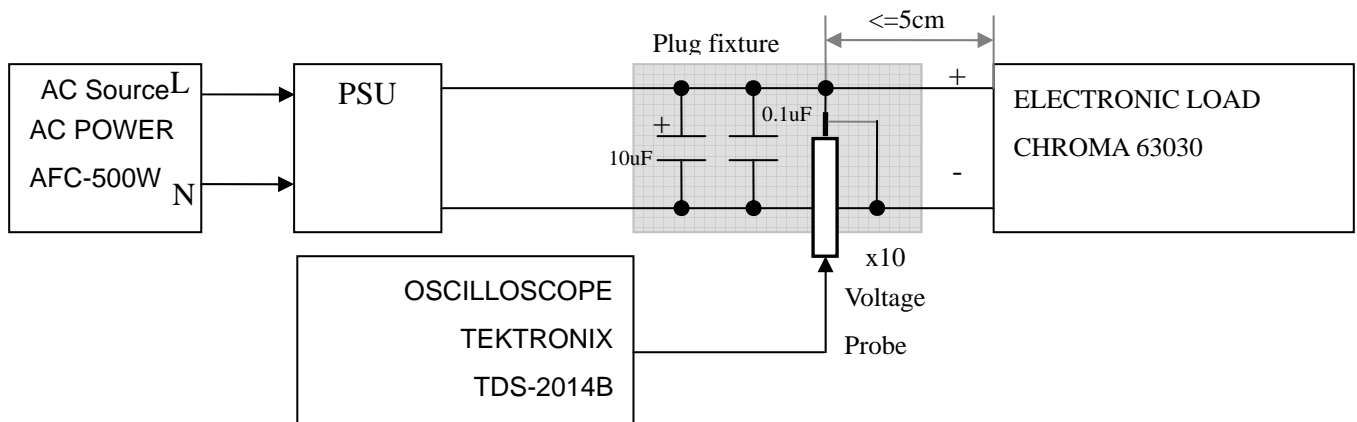 <=5cm
Plug fixture
AC Source
L
AC POWER
AFC-500W
N
PSU
+
10uF
0.1uF
+
-
ELECTRONIC LOAD
CHROMA 63030
x10
Voltage
Probe
OSCILLOSCOPE
TEKTRONIX
TDS-2014B